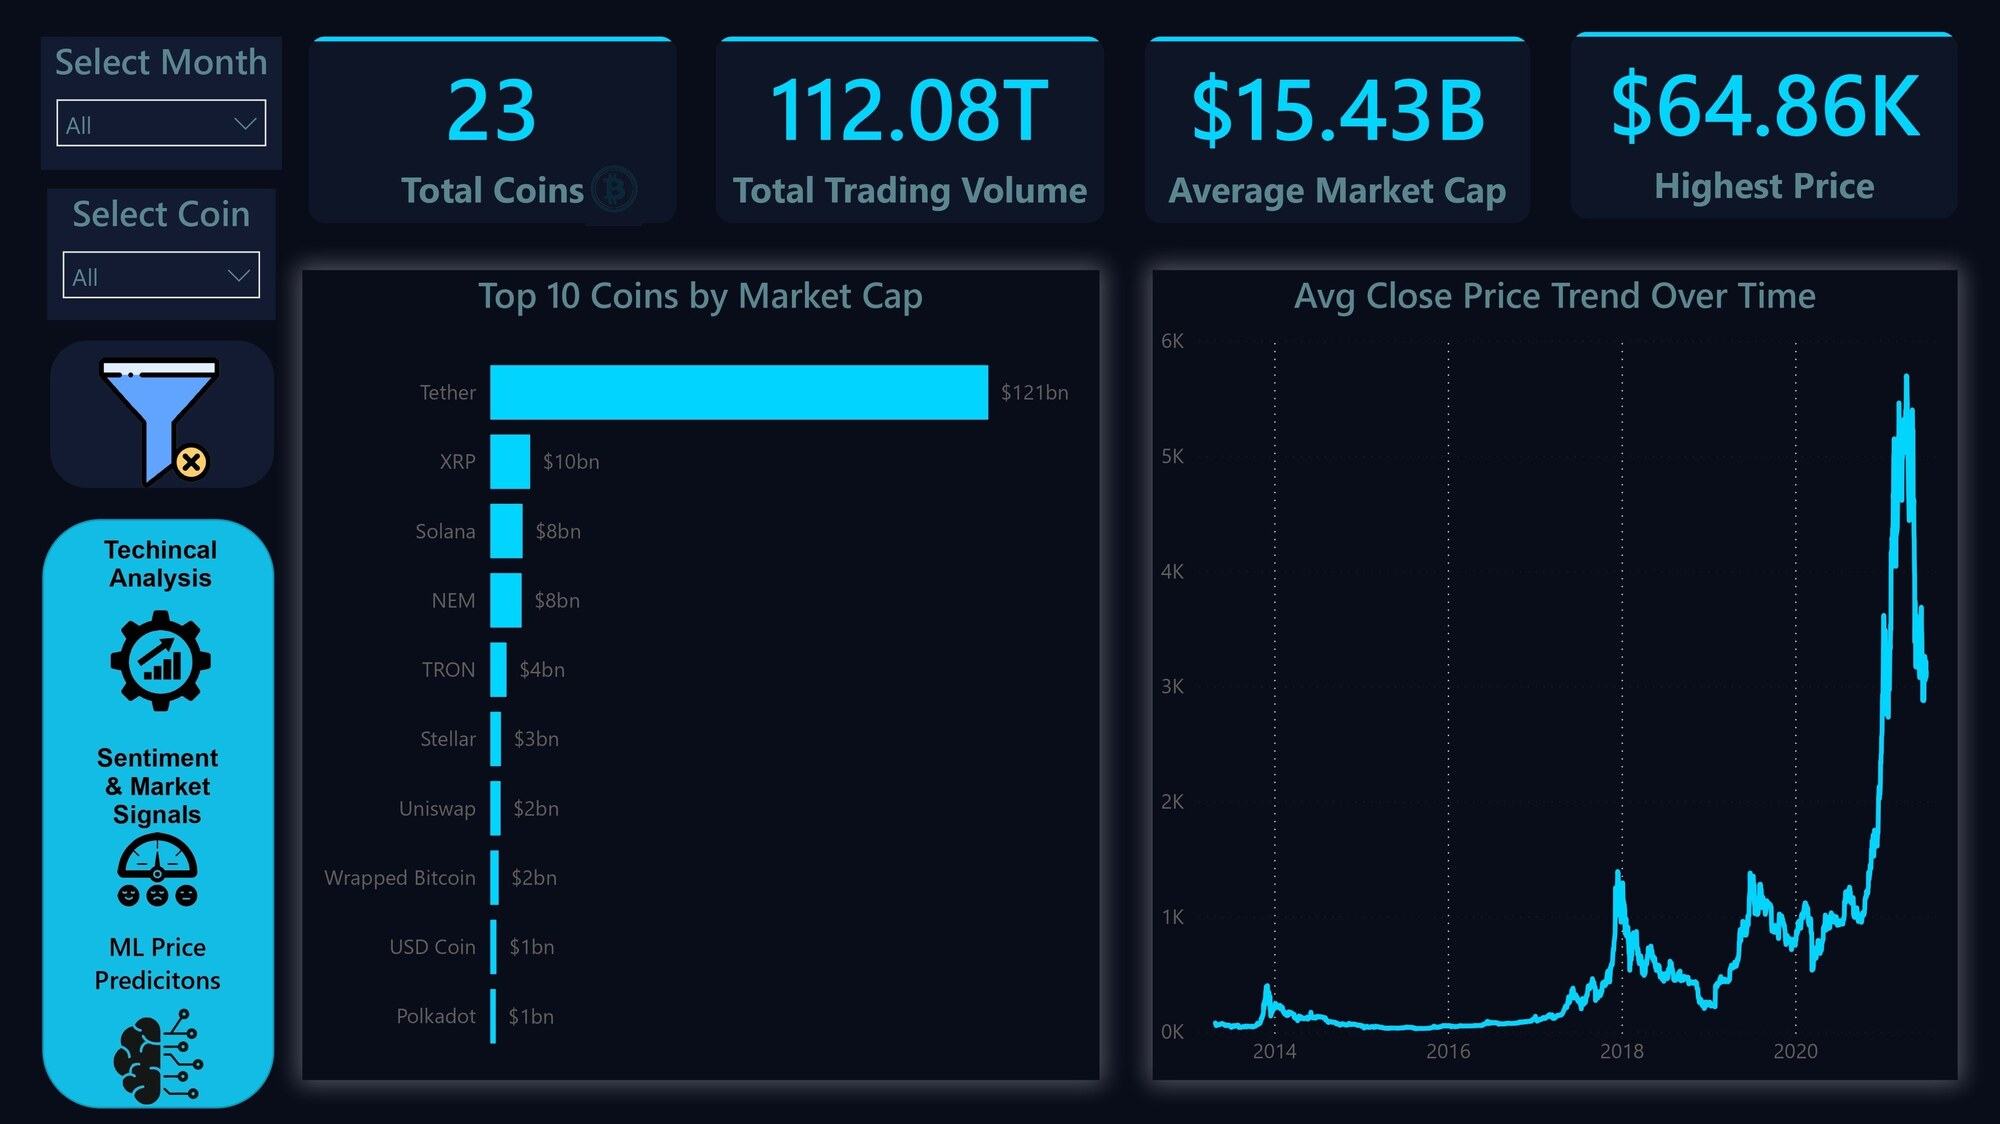 Select Month
All
Select Coin
All
Techincal
Analysis
Sentiment
& Market
Signals
ML Price
Predicitons
23
Total Coins
112.08T
Total Trading Volume
$15.43B
Average Market Cap
$64.86K
Highest Price
Top 10 Coins by Market Cap
Tether $121bn
XRP $10bn
Solana $8bn
NEM $8bn
TRON $4bn
Stellar $3bn
Uniswap $2bn
Wrapped Bitcoin $2bn
USD Coin $1bn
Polkadot $1bn
Avg Close Price Trend Over Time
6K
5K
4K
3K
2K
1K
0K
2014 2016 2018 2020